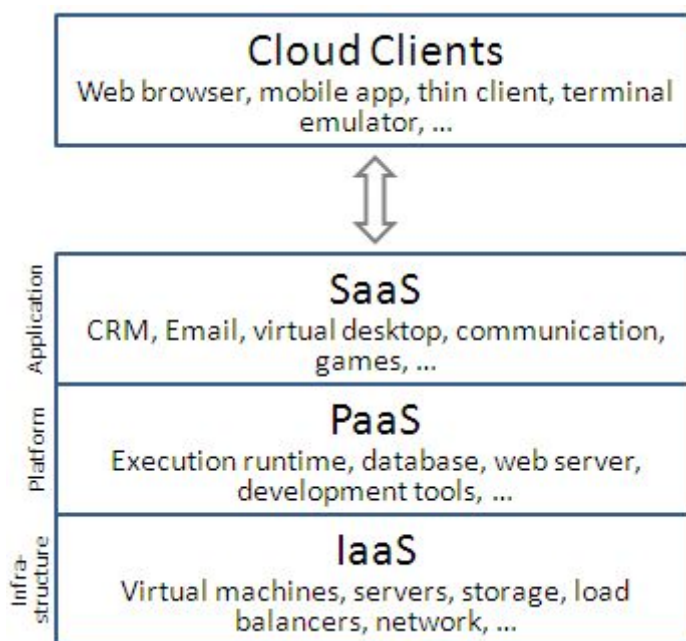 Cloud Clients
Web browser, mobile app, thin client, terminal
emulator, ...
Application
SaaS
CRM, Email, virtual desktop, communication,
games, ...
Platform
PaaS
Execution runtime, database, web server,
development tools, ...
Infra-
structure
IaaS
Virtual machines, servers, storage, load
balancers, network, ...